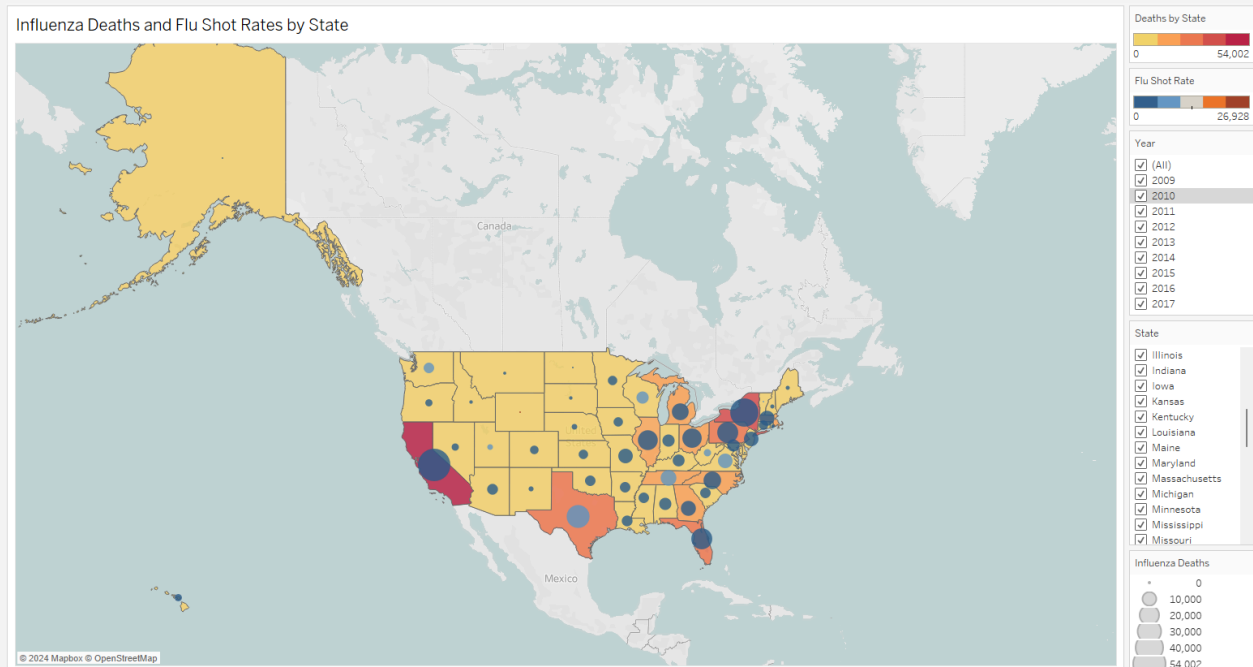 Influenza Deaths and Flu Shot Rates by State
Canada
Mexico
© 2024 Mapbox © OpenStreetMap
Deaths by State
0 54,002
Flu Shot Rate
0 26,928
Year
(All)
2009
2010
2011
2012
2013
2014
2015
2016
2017
State
Illinois
Indiana
Iowa
Kansas
Kentucky
Louisiana
Maine
Maryland
Massachusetts
Michigan
Minnesota
Mississippi
Missouri
Influenza Deaths
0
10,000
20,000
30,000
40,000
54,002